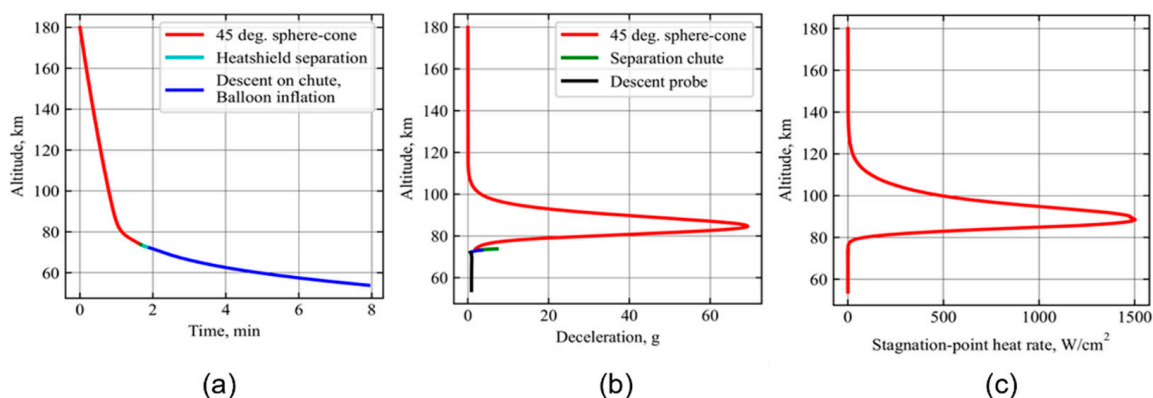 180
160
140
120
100
80
60
Altitude, km
0
2
4
6
8
Time, min
45 deg. sphere-cone
Heatshield separation
Descent on chute,
Balloon inflation
(a)
180
160
140
120
100
80
60
Altitude, km
0
20
40
60
Deceleration, g
45 deg. sphere-cone
Separation chute
Descent probe
(b)
180
160
140
120
100
80
60
Altitude, km
0
500
1000
1500
Stagnation-point heat rate, W/cm²
(c)